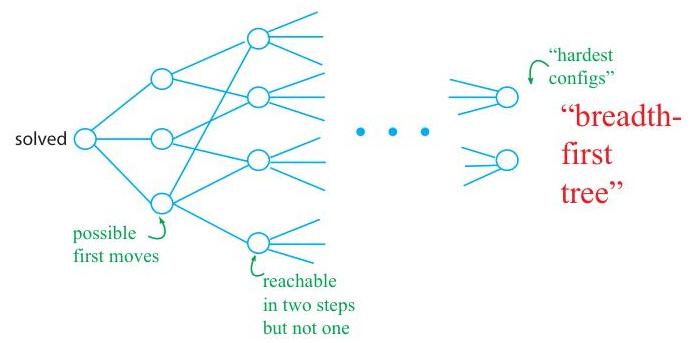 solved
possible
first moves
reachable
in two steps
but not one
“hardest
configs”
“breadth-
first
tree”